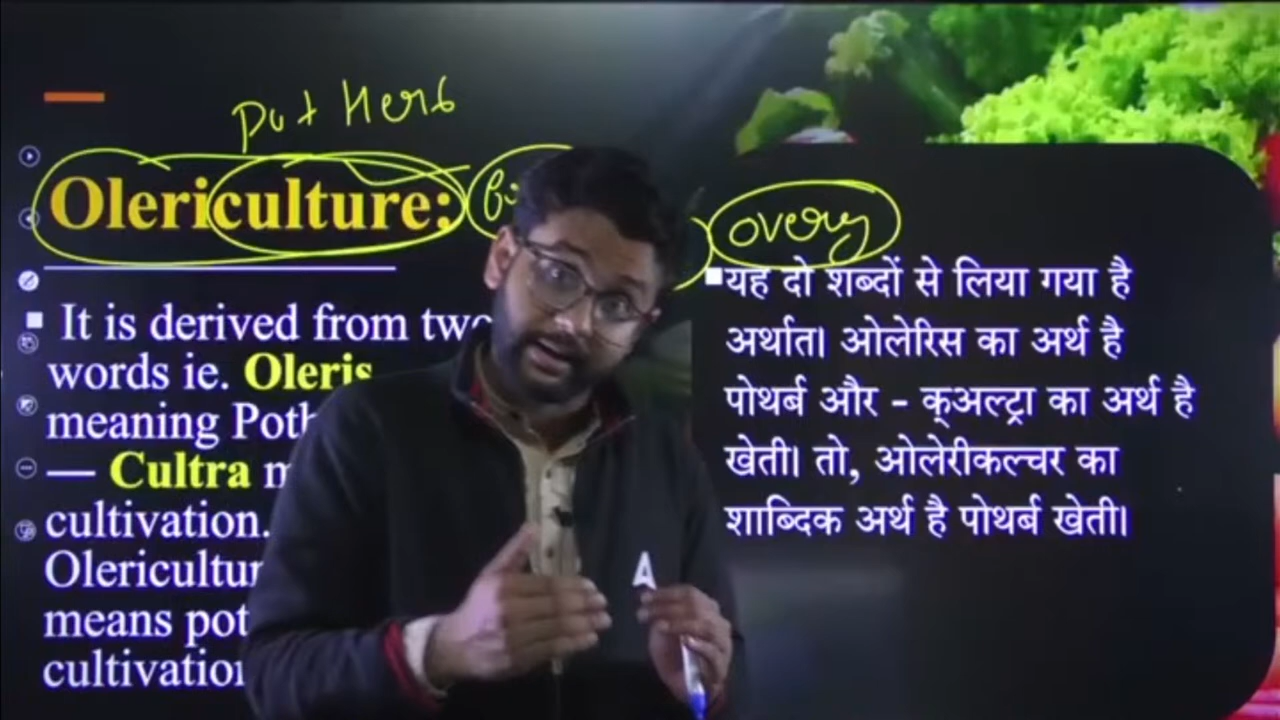 Put Herb
Olericulture:
overy
It is derived from two
words ie. Oleris
meaning Poth
— Cultra m
cultivation.
Olericultur
means pot
cultivation
यह दो शब्दों से लिया गया है
अर्थात। ओलेरिस का अर्थ है
पोथर्ब और - क्अल्ट्रा का अर्थ है
खेती। तो, ओलेरीकल्चर का
शाब्दिक अर्थ है पोथर्ब खेती।
A